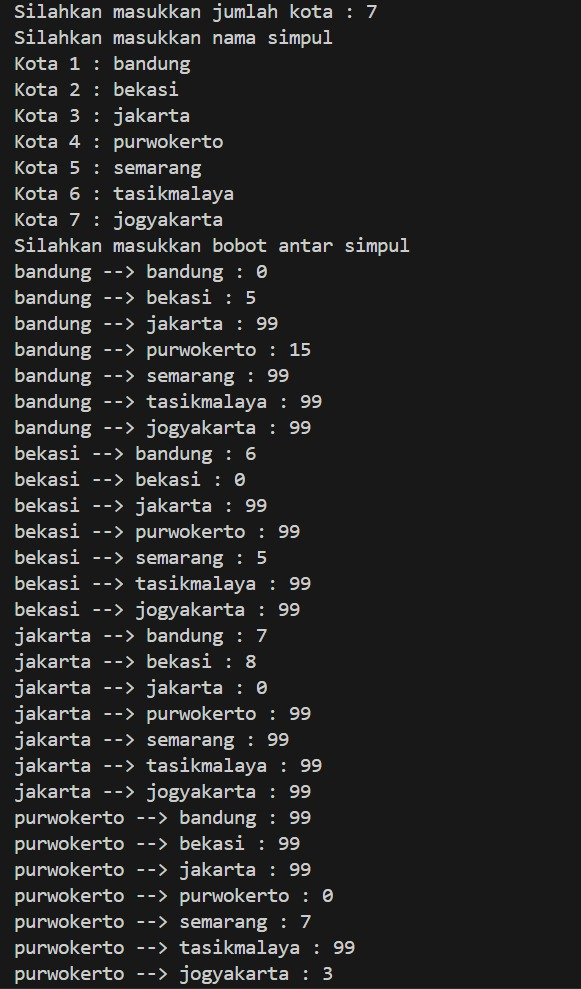 Silahkan masukkan jumlah kota : 7
Silahkan masukkan nama simpul
Kota 1 : bandung
Kota 2 : bekasi
Kota 3 : jakarta
Kota 4 : purwokerto
Kota 5 : semarang
Kota 6 : tasikmalaya
Kota 7 : jogyakarta
Silahkan masukkan bobot antar simpul
bandung --> bandung : 0
bandung --> bekasi : 5
bandung --> jakarta : 99
bandung --> purwokerto : 15
bandung --> semarang : 99
bandung --> tasikmalaya : 99
bandung --> jogyakarta : 99
bekasi --> bandung : 6
bekasi --> bekasi : 0
bekasi --> jakarta : 99
bekasi --> purwokerto : 99
bekasi --> semarang : 5
bekasi --> tasikmalaya : 99
bekasi --> jogyakarta : 99
jakarta --> bandung : 7
jakarta --> bekasi : 8
jakarta --> jakarta : 0
jakarta --> purwokerto : 99
jakarta --> semarang : 99
jakarta --> tasikmalaya : 99
jakarta --> jogyakarta : 99
purwokerto --> bandung : 99
purwokerto --> bekasi : 99
purwokerto --> jakarta : 99
purwokerto --> purwokerto : 0
purwokerto --> semarang : 7
purwokerto --> tasikmalaya : 99
purwokerto --> jogyakarta : 3